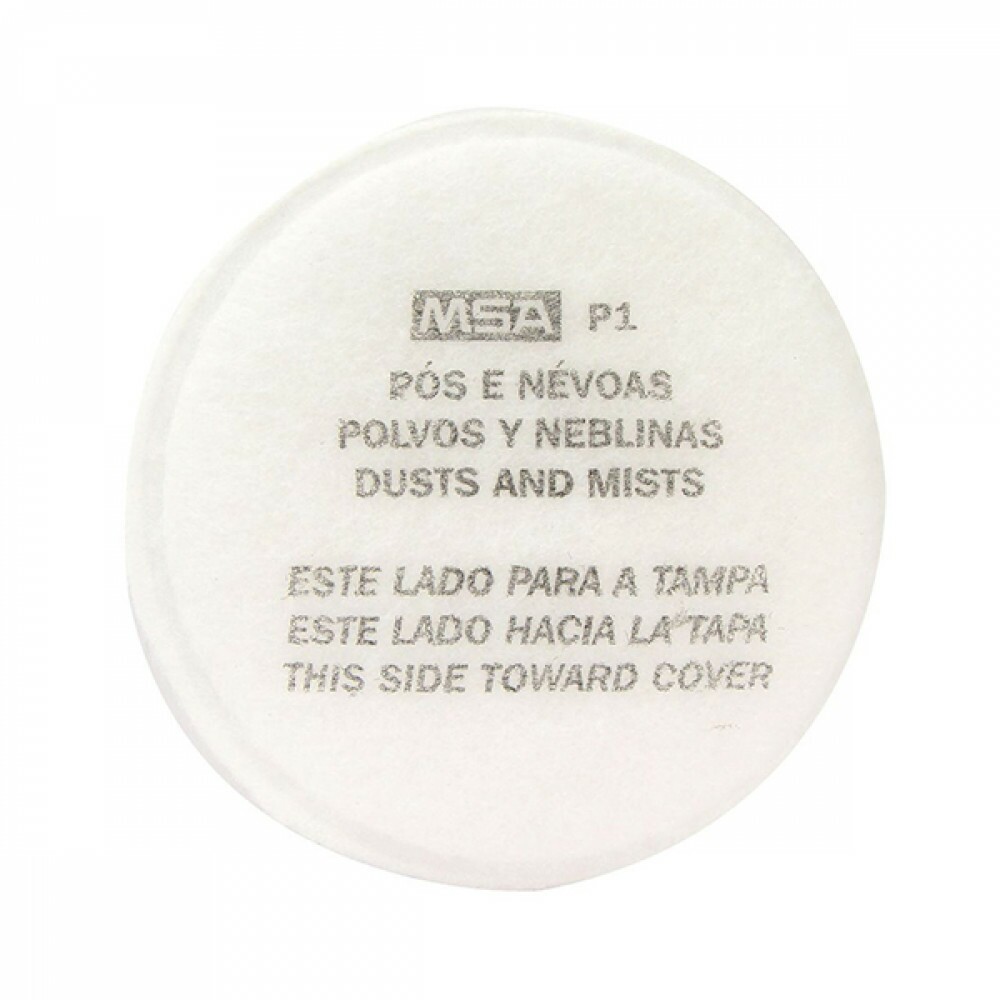 MSA P1
PÓS E NÉVOAS
POLVOS Y NEBLINAS
DUSTS AND MISTS
ESTE LADO PARA A TAMPA
ESTE LADO HACIA LA TAPA
THIS SIDE TOWARD COVER